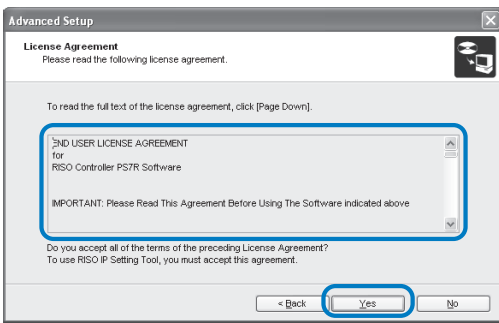 Advanced Setup
License Agreement
Please read the following license agreement.
To read the full text of the license agreement, click [Page Down].
END USER LICENSE AGREEMENT
for
RISO Controller PS7R Software
IMPORTANT: Please Read This Agreement Before Using The Software indicated above
Do you accept all of the terms of the preceding License Agreement?
To use RISO IP Setting Tool, you must accept this agreement.
< Back Yes No